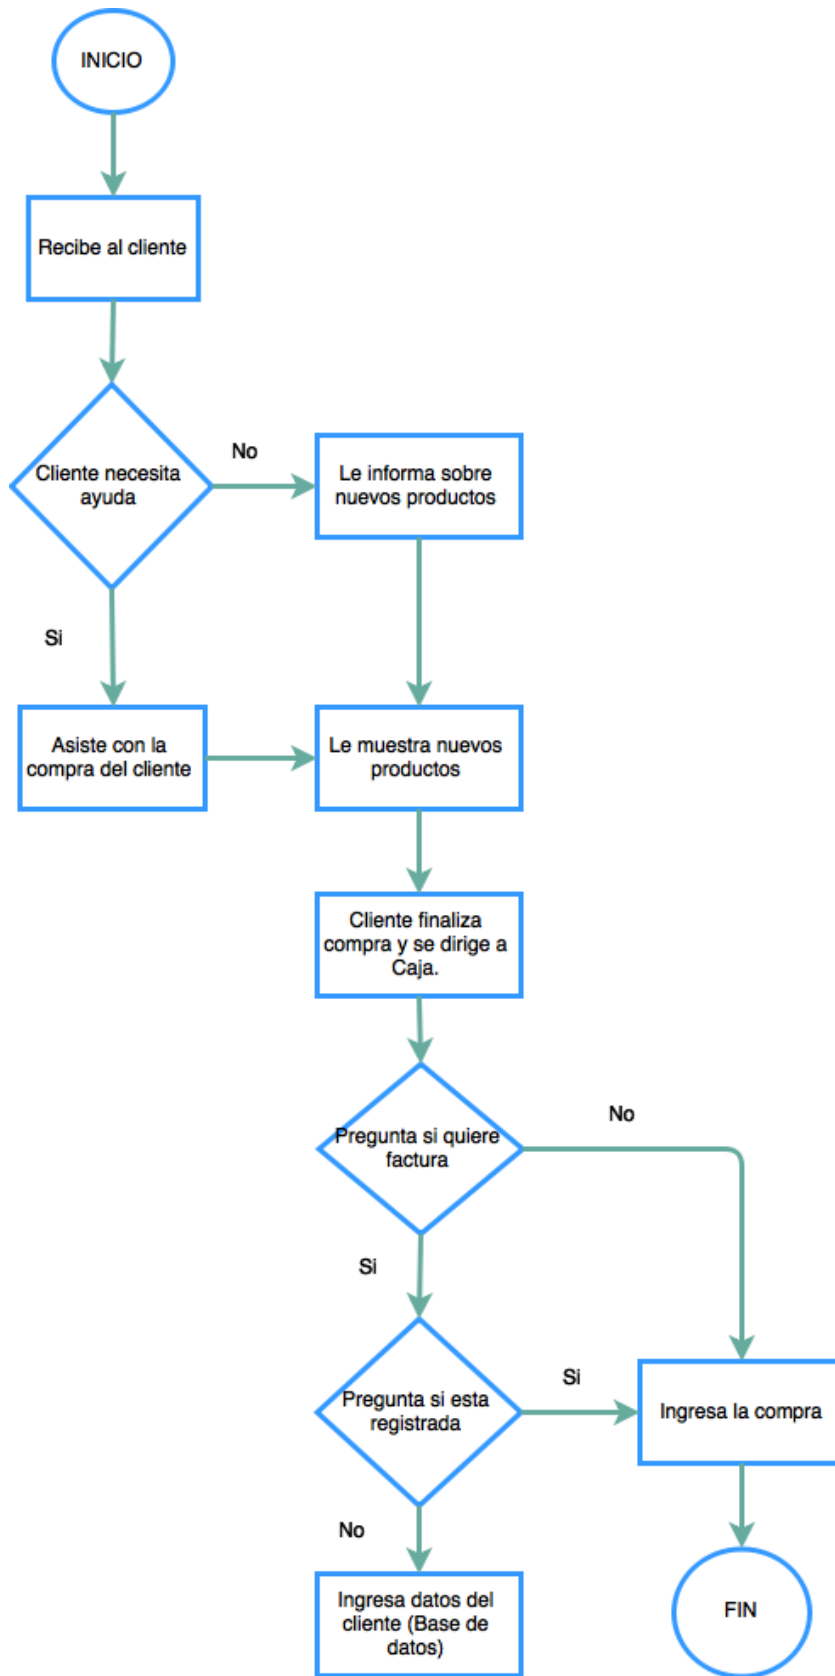 INICIO
Recibe al cliente
Cliente necesita
ayuda
No
Le informa sobre
nuevos productos
Si
Asiste con la
compra del cliente
Le muestra nuevos
productos
Cliente finaliza
compra y se dirige a
Caja.
Pregunta si quiere
factura
No
Si
Pregunta si esta
registrada
Si
Ingresa la compra
No
Ingresa datos del
cliente (Base de
datos)
FIN